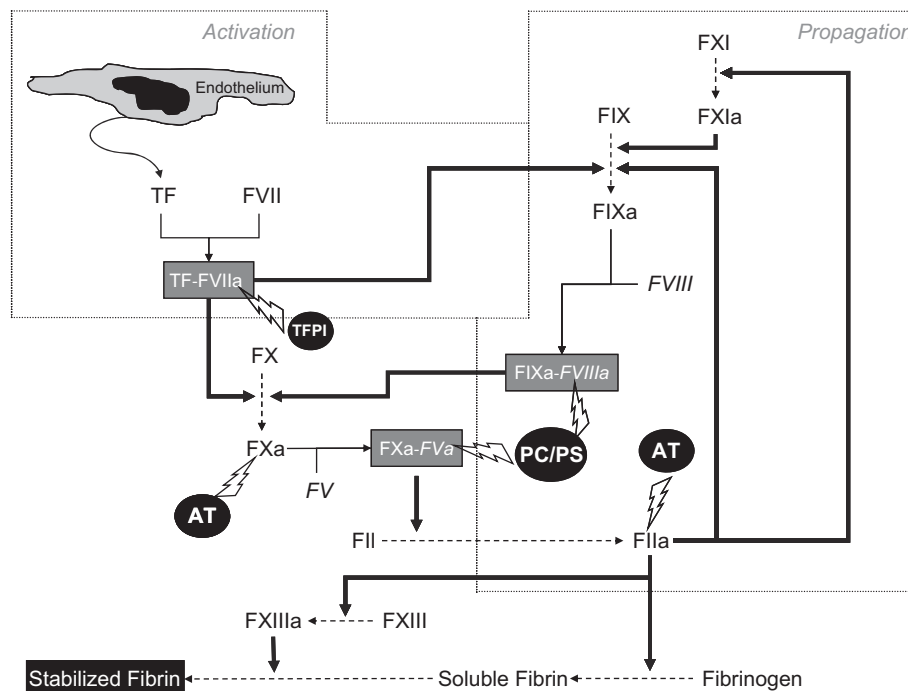 Activation
Propagation
FXI
Endothelium
FIX
FXIa
TF
FVII
FIXa
TF-FVIIa
FVIII
TFPI
FX
FIXa-FVIIIa
FXa
FXa-FVa
PC/PS
AT
FV
AT
FII
FIIa
FXIIIa
FXIII
Stabilized Fibrin
Soluble Fibrin
Fibrinogen